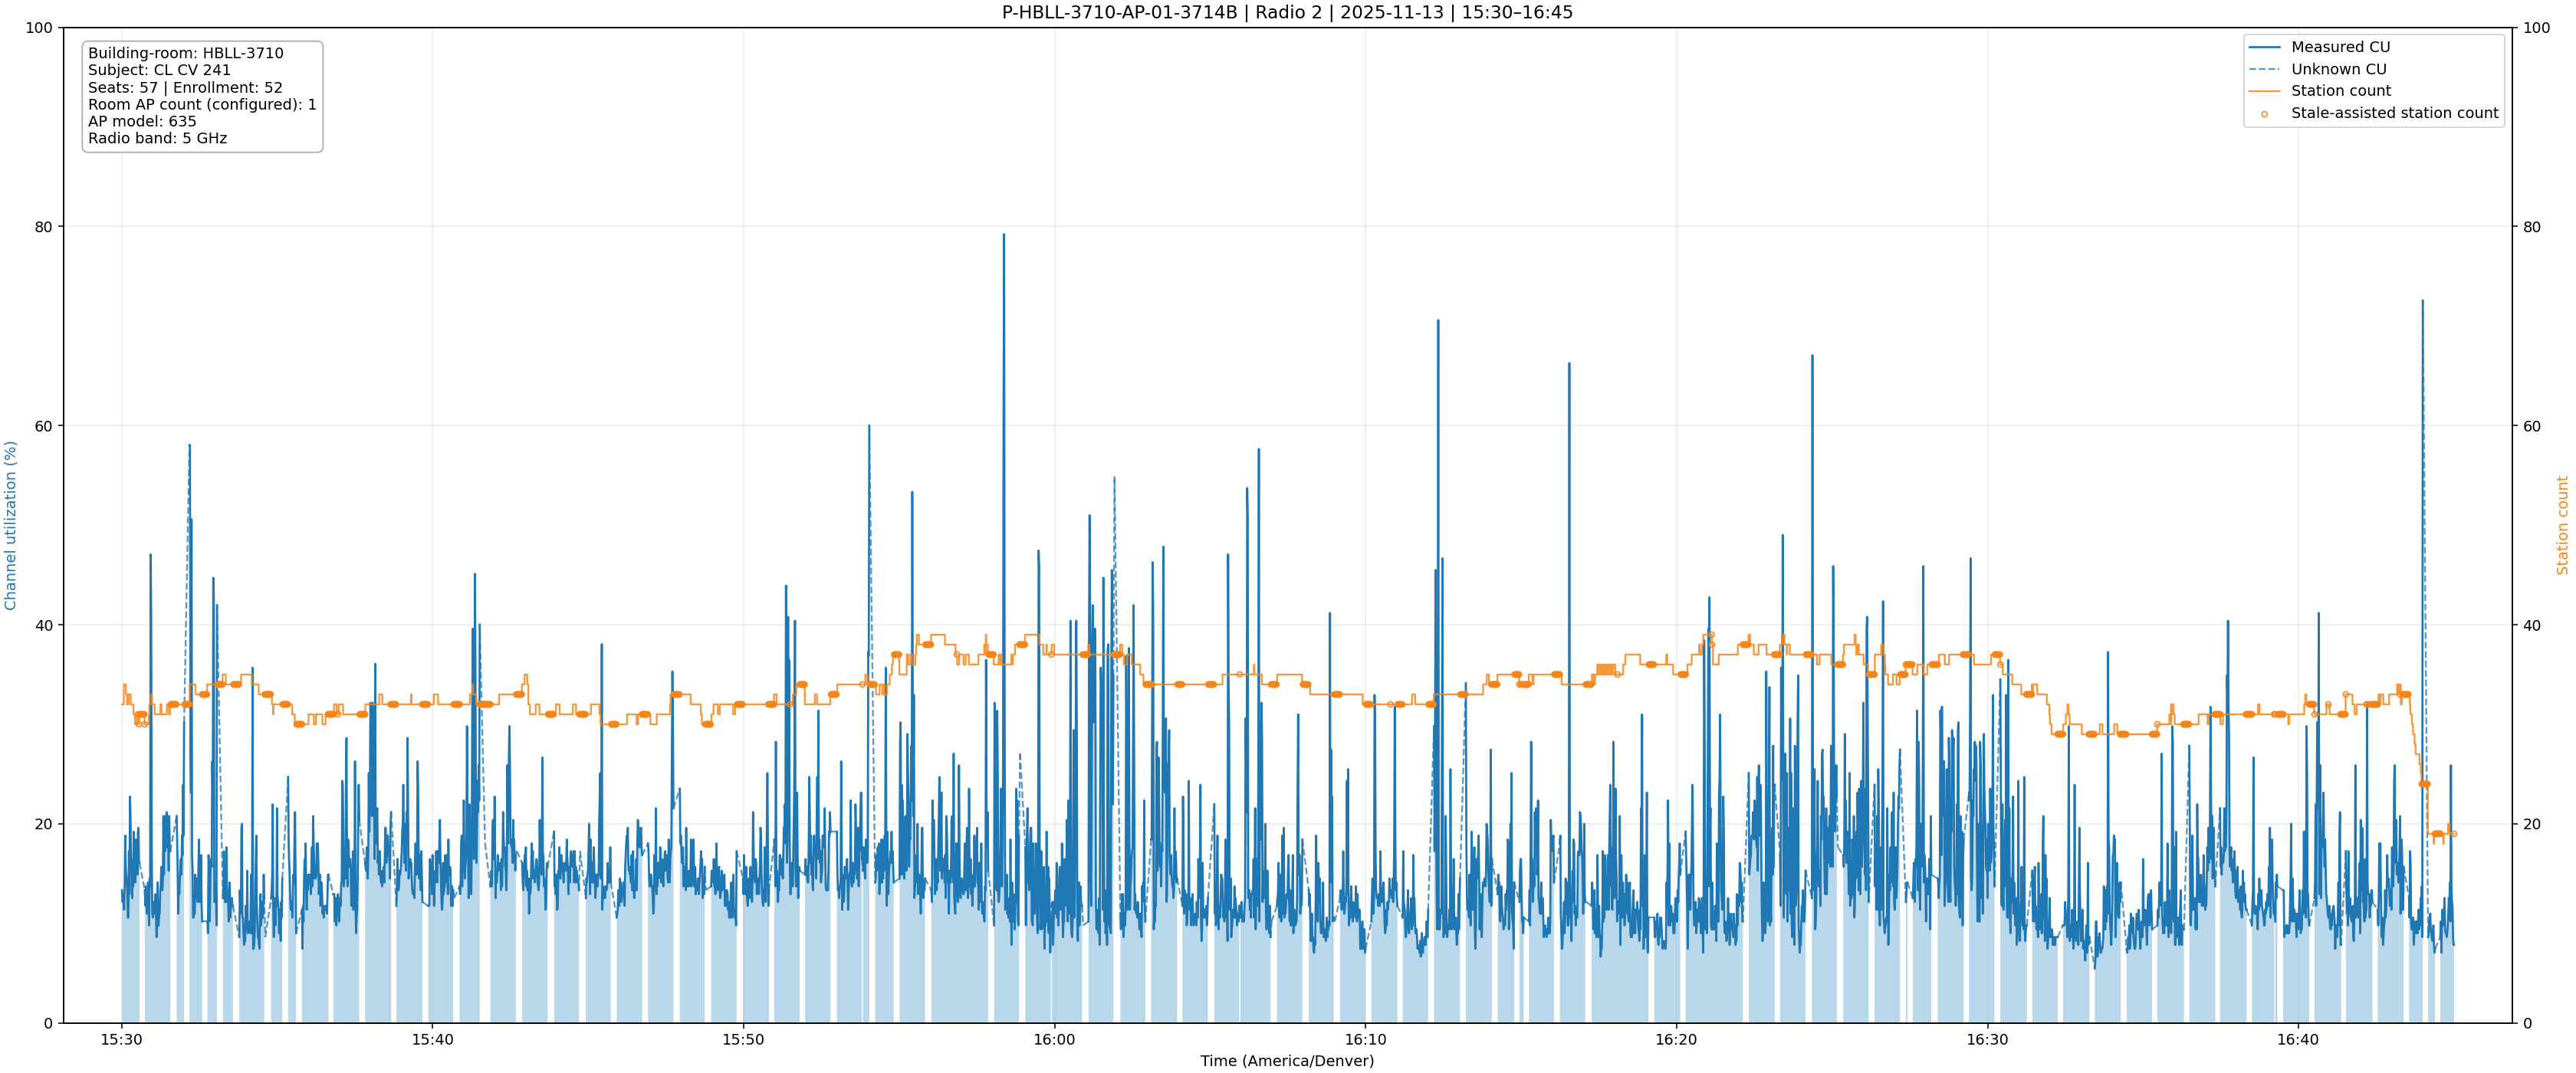 P-HBLL-3710-AP-01-3714B | Radio 2 | 2025-11-13 | 15:30–16:45
Building-room: HBLL-3710
Subject: CL CV 241
Seats: 57 | Enrollment: 52
Room AP count (configured): 1
AP model: 635
Radio band: 5 GHz
Measured CU
Unknown CU
Station count
Stale-assisted station count
Channel utilization (%)
100
80
60
40
20
0
100
80
60
40
20
0
Station count
15:30
15:40
15:50
16:00
16:10
16:20
16:30
16:40
Time (America/Denver)